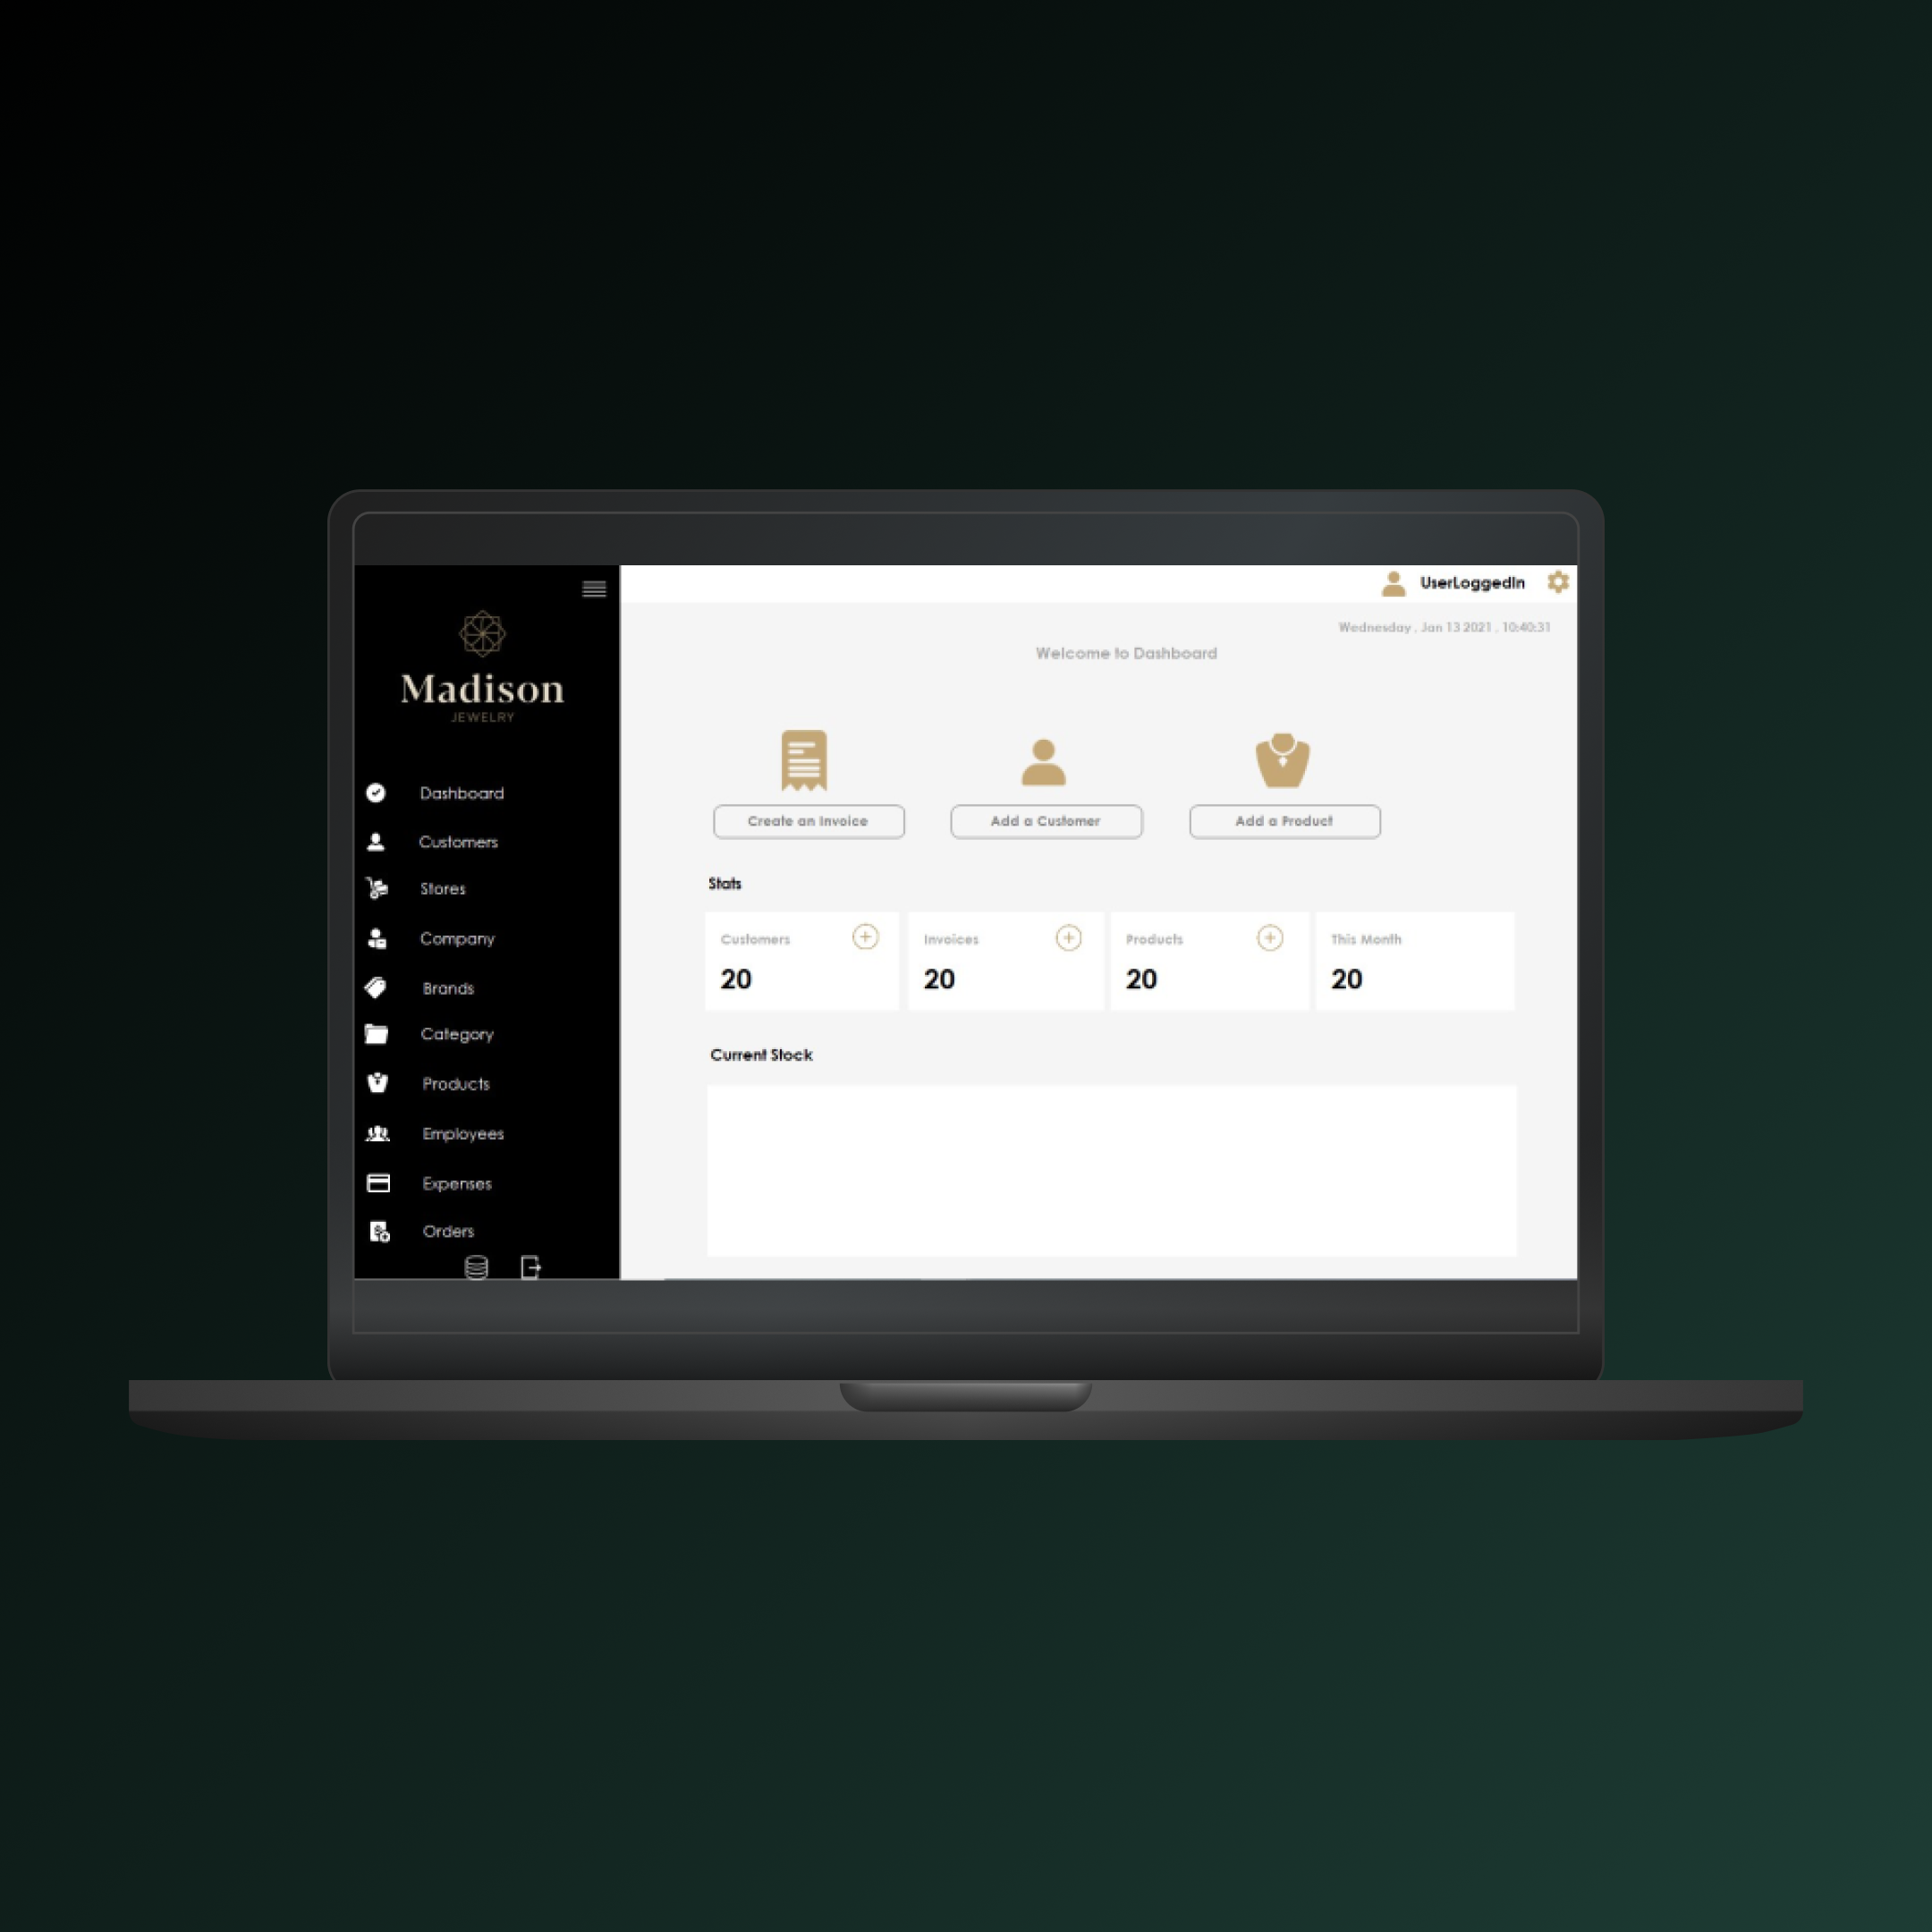 UserLoggedIn
Wednesday , Jan 13 2021 , 10:40:31
Welcome to Dashboard
Madison
JEWELRY
Dashboard
Customers
Stores
Company
Brands
Category
Products
Employees
Expenses
Orders
Create an Invoice
Add a Customer
Add a Product
Stats
Customers
20
Invoices
20
Products
20
This Month
20
Current Stock